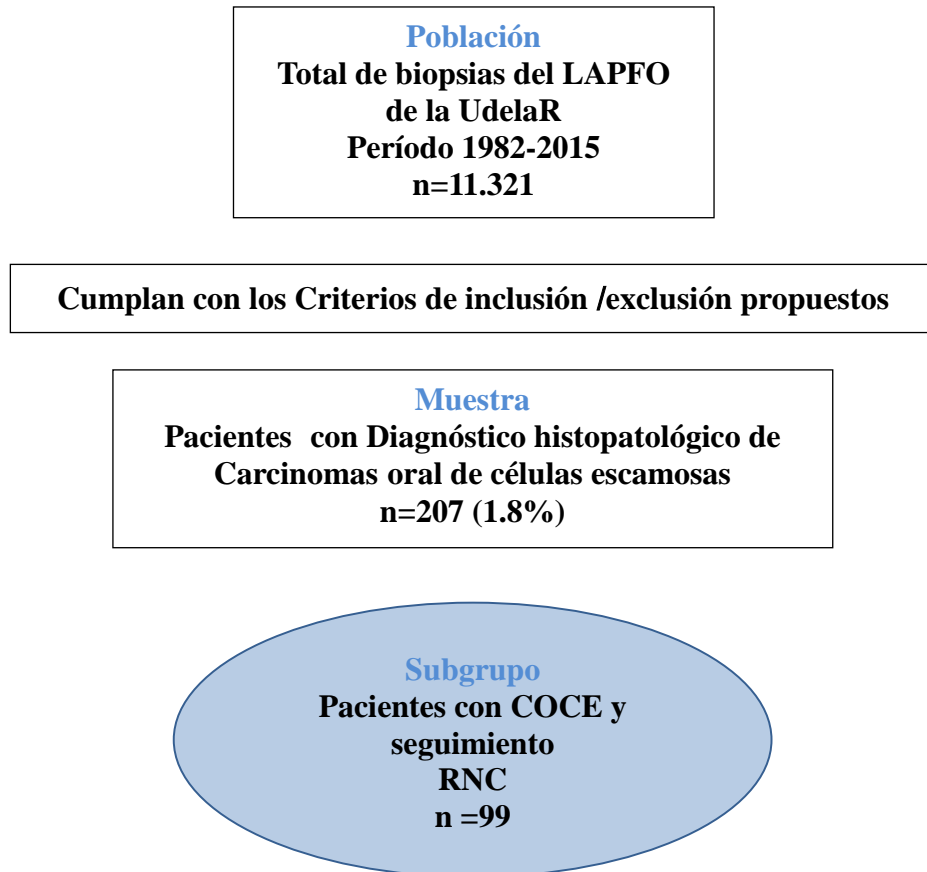 Población
Total de biopsias del LAPFO
de la UdelaR
Período 1982-2015
n=11.321
Cumplan con los Criterios de inclusión /exclusión propuestos
Muestra
Pacientes con Diagnóstico histopatológico de
Carcinomas oral de células escamosas
n=207 (1.8%)
Subgrupo
Pacientes con COCE y
seguimiento
RNC
n =99